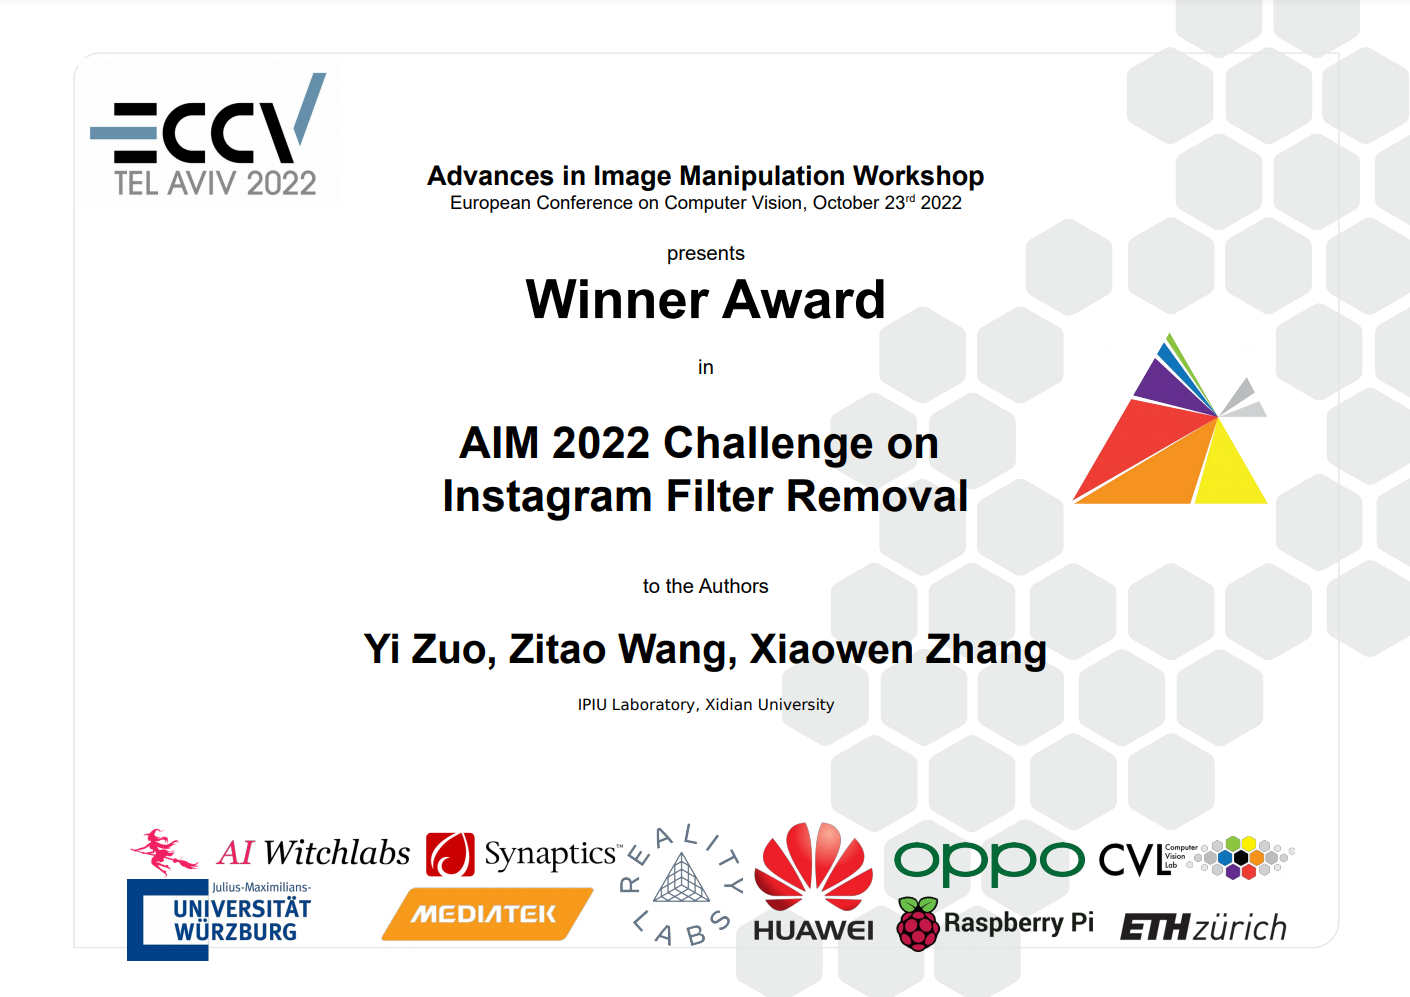 ECCV
TEL AVIV 2022
Advances in Image Manipulation Workshop
European Conference on Computer Vision, October 23rd 2022
presents
Winner Award
in
AIM 2022 Challenge on
Instagram Filter Removal
to the Authors
Yi Zuo, Zitao Wang, Xiaowen Zhang
IPIU Laboratory, Xidian University
AI Witchlabs
Synaptics™
REALITY LABS
HUAWEI
oppo
CVL Computer
Vision
Lab
Julius-Maximilians-
UNIVERSITÄT
WÜRZBURG
MEDIATEK
Raspberry Pi
ETH zürich